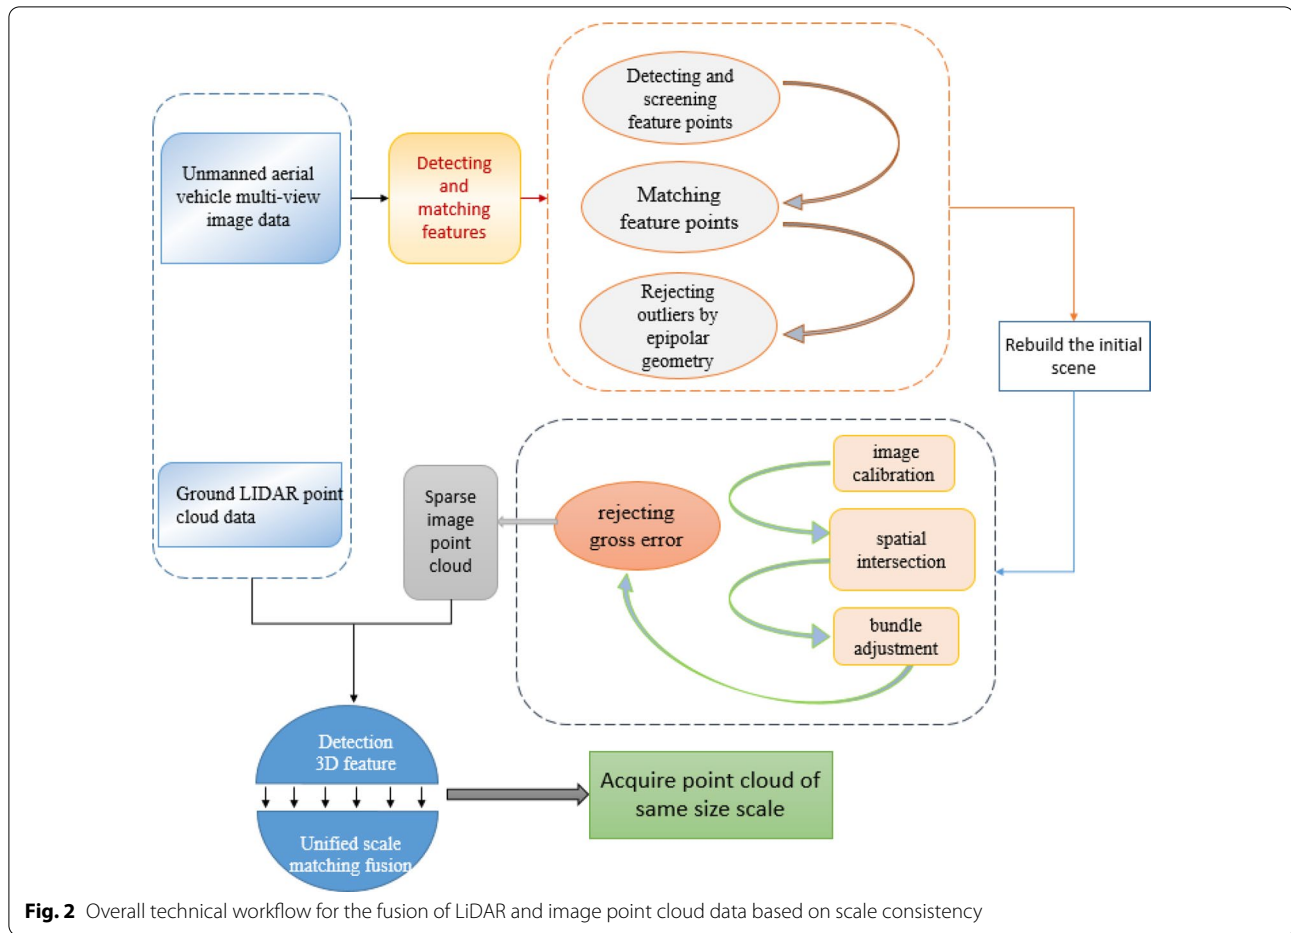 Unmanned aerial
vehicle multi-view
image data
Detecting
and
matching
features
Detecting and
screening
feature points
Matching
feature points
Rejecting
outliers by
epipolar
geometry
Rebuild the initial
scene
image
calibration
spatial
intersection
bundle
adjustment
rejecting
gross error
Sparse
image
point
cloud
Ground LIDAR point
cloud data
Detection
3D feature
Unified scale
matching fusion
Acquire point cloud of
same size scale
Fig. 2 Overall technical workflow for the fusion of LiDAR and image point cloud data based on scale consistency